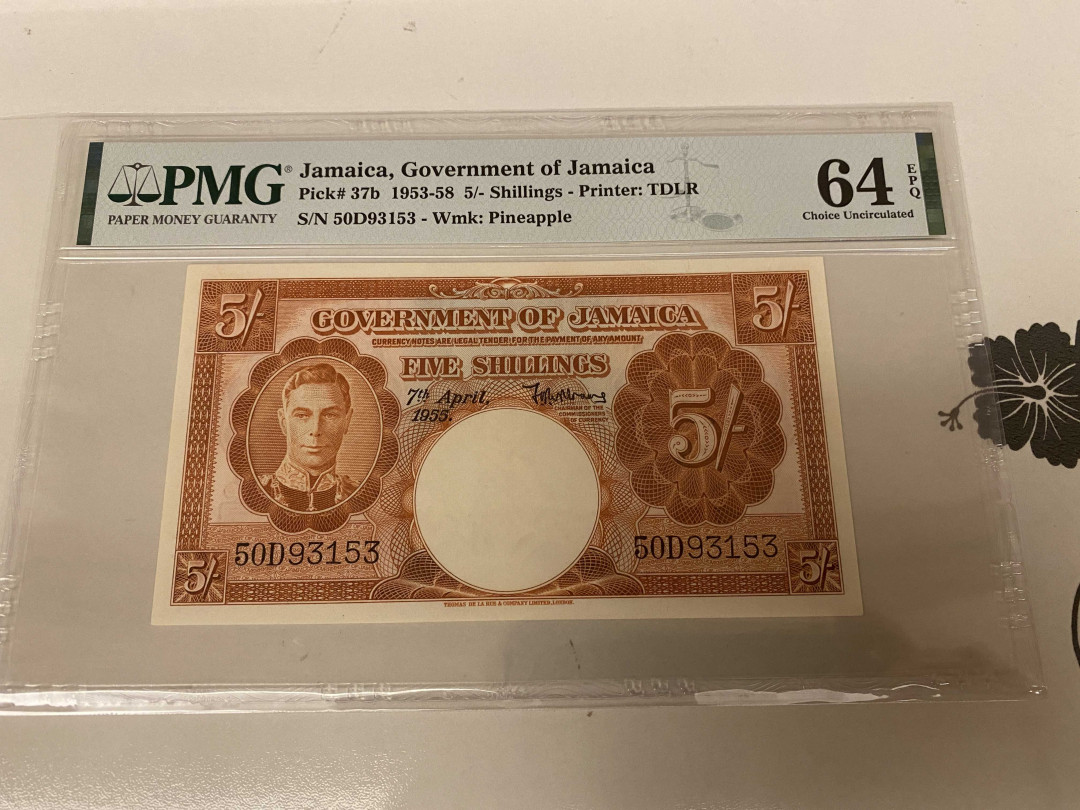 PMG®
PAPER MONEY GUARANTY
Jamaica, Government of Jamaica
Pick# 37b 1953-58 5/- Shillings - Printer: TDLR
S/N 50D93153 - Wmk: Pineapple
64
EPQ
Choice Uncirculated
5/-
5/-
GOVERNMENT OF JAMAICA
CURRENCY NOTES ARE LEGAL TENDER FOR THE PAYMENT OF ANY AMOUNT
FIVE SHILLINGS
7th April,
1955.
CHAIRMAN OF THE
COMMISSIONERS
OF CURRENCY
5/-
50D93153
50D93153
5/-
5/-
THOMAS DE LA RUE & COMPANY LIMITED, LONDON.